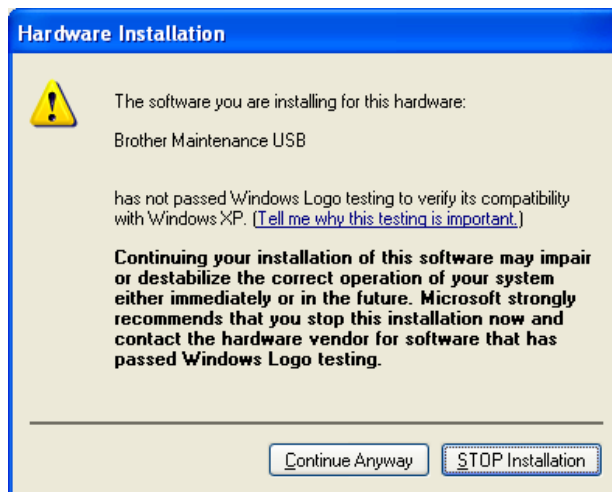 Hardware Installation
The software you are installing for this hardware:
Brother Maintenance USB
has not passed Windows Logo testing to verify its compatibility
with Windows XP. (Tell me why this testing is important.)
Continuing your installation of this software may impair
or destabilize the correct operation of your system
either immediately or in the future. Microsoft strongly
recommends that you stop this installation now and
contact the hardware vendor for software that has
passed Windows Logo testing.
Continue Anyway
STOP Installation